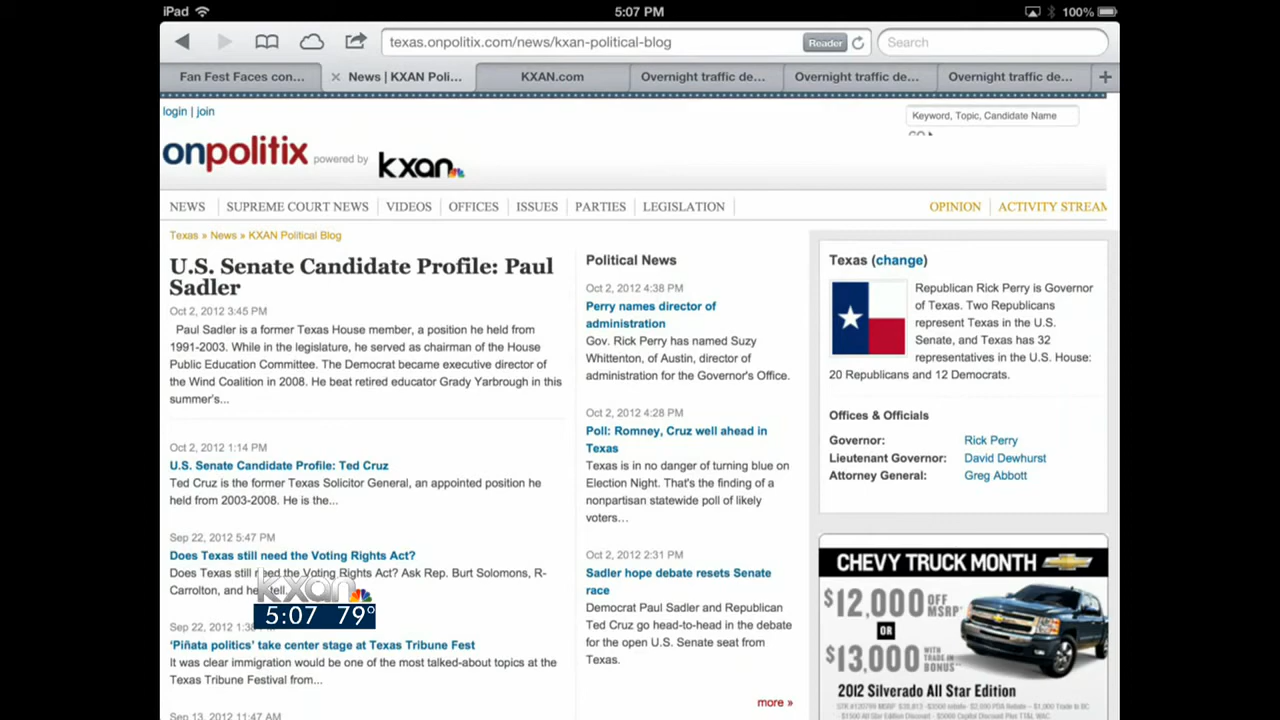 iPad
5:07 PM
100%
texas.onpolitix.com/news/kxan-political-blog
Reader
Search
Fan Fest Faces con...
News | KXAN Poli...
KXAN.com
Overnight traffic de...
Overnight traffic de...
Overnight traffic de...
login | join
Keyword, Topic, Candidate Name
onpolitix powered by kxan
NEWS
SUPREME COURT NEWS
VIDEOS
OFFICES
ISSUES
PARTIES
LEGISLATION
OPINION
ACTIVITY STREAM
Texas » News » KXAN Political Blog
U.S. Senate Candidate Profile: Paul
Sadler
Oct 2, 2012 3:45 PM
Paul Sadler is a former Texas House member, a position he held from
1991-2003. While in the legislature, he served as chairman of the House
Public Education Committee. The Democrat became executive director of
the Wind Coalition in 2008. He beat retired educator Grady Yarbrough in this
summer's...
Oct 2, 2012 1:14 PM
U.S. Senate Candidate Profile: Ted Cruz
Ted Cruz is the former Texas Solicitor General, an appointed position he
held from 2003-2008. He is the...
Sep 22, 2012 5:47 PM
Does Texas still need the Voting Rights Act?
Does Texas still need the Voting Rights Act? Ask Rep. Burt Solomons, R-
Carrolton, and he'll tell
kxan
5:07 79°
Sep 22, 2012
'Piñata politics' take center stage at Texas Tribune Fest
It was clear immigration would be one of the most talked-about topics at the
Texas Tribune Festival from...
Sep 13, 2012 11:47 AM
Political News
Oct 2, 2012 4:38 PM
Perry names director of
administration
Gov. Rick Perry has named Suzy
Whittenton, of Austin, director of
administration for the Governor's Office.
Oct 2, 2012 4:28 PM
Poll: Romney, Cruz well ahead in
Texas
Texas is in no danger of turning blue on
Election Night. That's the finding of a
nonpartisan statewide poll of likely
voters...
Oct 2, 2012 2:31 PM
Sadler hope debate resets Senate
race
Democrat Paul Sadler and Republican
Ted Cruz go head-to-head in the debate
for the open U.S. Senate seat from
Texas.
more »
Texas (change)
Republican Rick Perry is Governor
of Texas. Two Republicans
represent Texas in the U.S.
Senate, and Texas has 32
representatives in the U.S. House:
20 Republicans and 12 Democrats.
Offices & Officials
Governor: Rick Perry
Lieutenant Governor: David Dewhurst
Attorney General: Greg Abbott
CHEVY TRUCK MONTH
$12,000 OFF MSRP*
OR
$13,000 WITH TRADE IN BONUS*
2012 Silverado All Star Edition